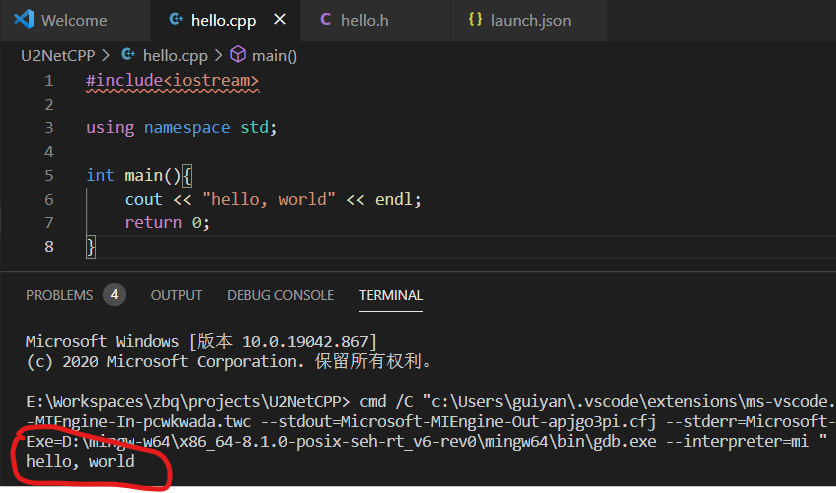 Welcome hello.cpp hello.h launch.json
U2NetCPP > hello.cpp > main()
1 #include<iostream>
2
3 using namespace std;
4
5 int main(){
6 cout << "hello, world" << endl;
7 return 0;
8 }
PROBLEMS 4 OUTPUT DEBUG CONSOLE TERMINAL
Microsoft Windows [版本 10.0.19042.867]
(c) 2020 Microsoft Corporation. 保留所有权利。
E:\Workspaces\zbq\projects\U2NetCPP> cmd /C "c:\Users\guiyan\.vscode\extensions\ms-vscode.
-MIEngine-In-pcwkwada.twc --stdout=Microsoft-MIEngine-Out-apjgo3pi.cfj --stderr=Microsoft-
Exe=D:\mingw-w64\x86_64-8.1.0-posix-seh-rt_v6-rev0\mingw64\bin\gdb.exe --interpreter=mi "
hello, world